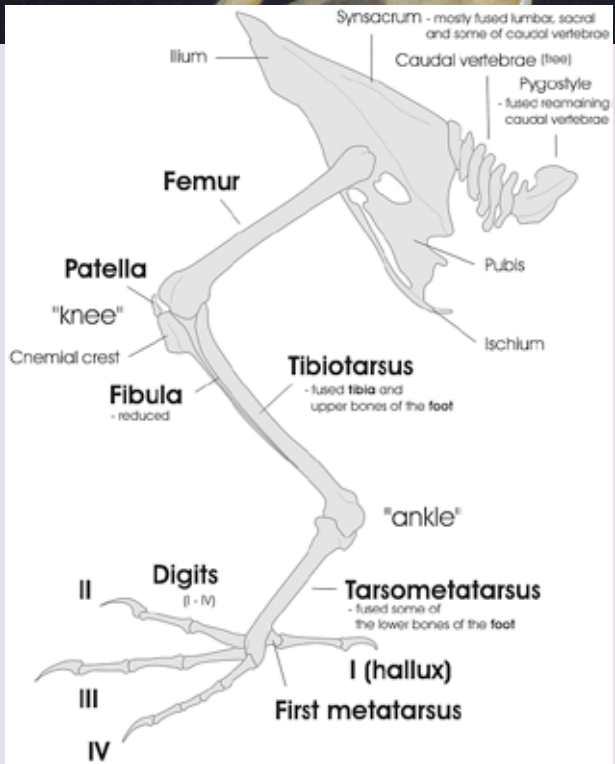 Synsacrum - mostly fused lumbar, sacral
and some of caudal vertebrae
Ilium
Caudal vertebrae (free)
Pygostyle
- fused reamaining
caudal vertebrae
Femur
Patella
"knee"
Pubis
Cnemial crest
Ischium
Tibiotarsus
- fused tibia and
upper bones of the foot
Fibula
- reduced
"ankle"
Digits
(I - IV)
II
Tarsometatarsus
- fused some of
the lower bones of the foot
I (hallux)
III
First metatarsus
IV